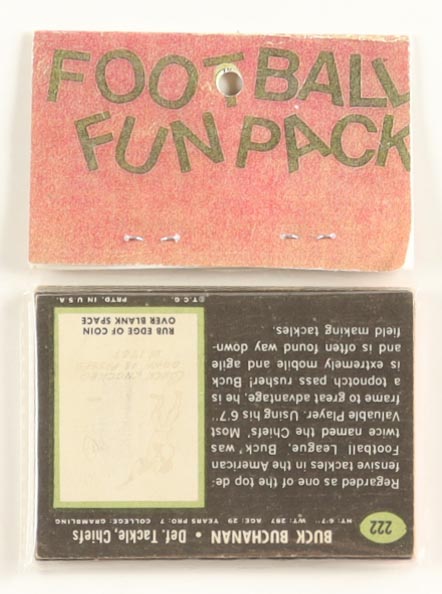 FOOTBALL
FUN PACK
222
BUCK BUCHANAN • Def. Tackle, Chiefs
HT: 6'7" WT: 287 AGE: 29 YEARS PRO: 7 COLLEGE: GRAMBLING
Regarded as one of the top de-
fensive tackles in the American
Football League, Buck was
twice named the Chiefs' Most
Valuable Player. Using his 6'7"
frame to great advantage, he is
a topnotch pass rusher! Buck
is extremely mobile and agile
and is often found way down-
field making tackles.
RUB EDGE OF COIN
OVER BLANK SPACE
©T.C.G. PRTD. IN U.S.A.